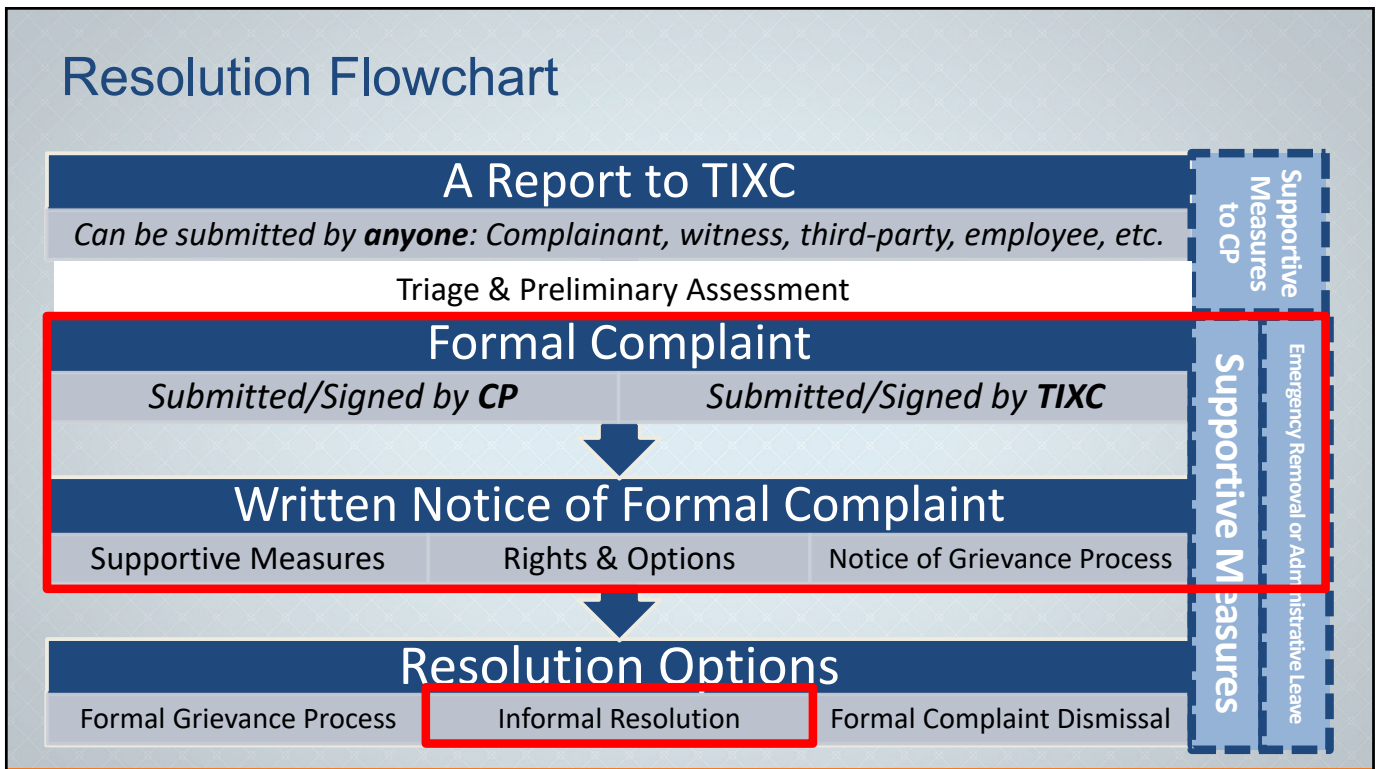 Resolution Flowchart
A Report to TIXC
Can be submitted by anyone: Complainant, witness, third-party, employee, etc.
Triage & Preliminary Assessment
Supportive
Measures
to CP
Formal Complaint
Submitted/Signed by CP
Submitted/Signed by TIXC
Written Notice of Formal Complaint
Supportive Measures
Rights & Options
Notice of Grievance Process
Resolution Options
Formal Grievance Process
Informal Resolution
Formal Complaint Dismissal
Supportive Measures
Emergency Removal or Administrative Leave